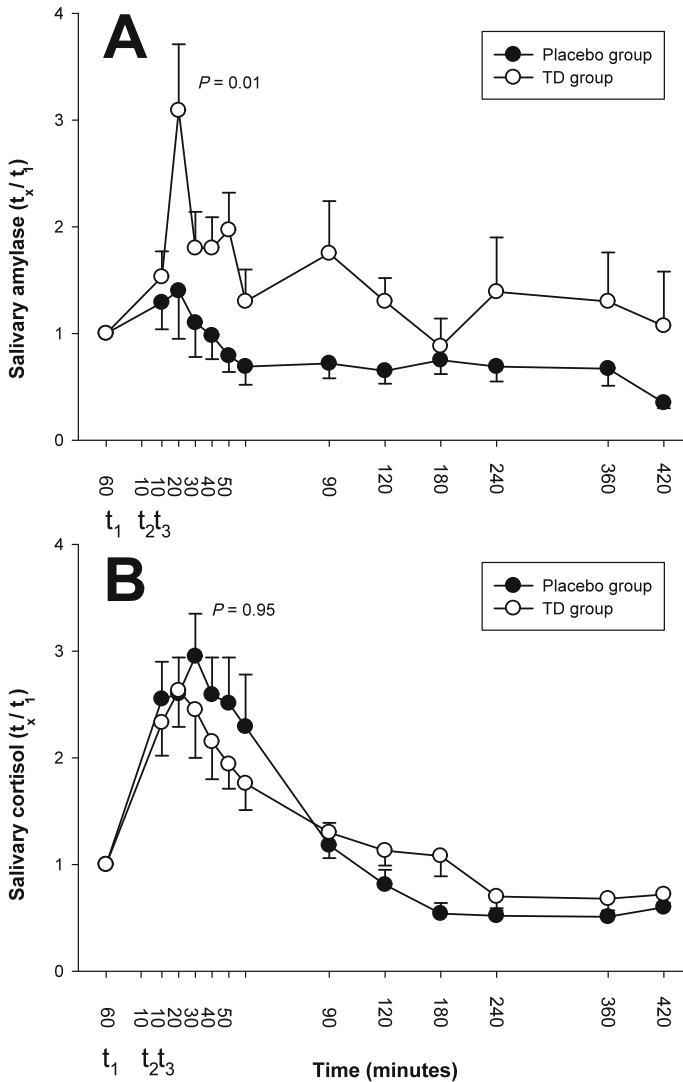 A
4
3
2
1
0
Salivary amylase (tx/ t1)
P = 0.01
Placebo group
TD group
60 10 10 20 30 40 50 90 120 180 240 360 420
t1 t2t3
B
4
3
2
1
0
Salivary cortisol (tx/ t1)
P = 0.95
Placebo group
TD group
60 10 10 20 30 40 50 90 120 180 240 360 420
t1 t2t3
Time (minutes)